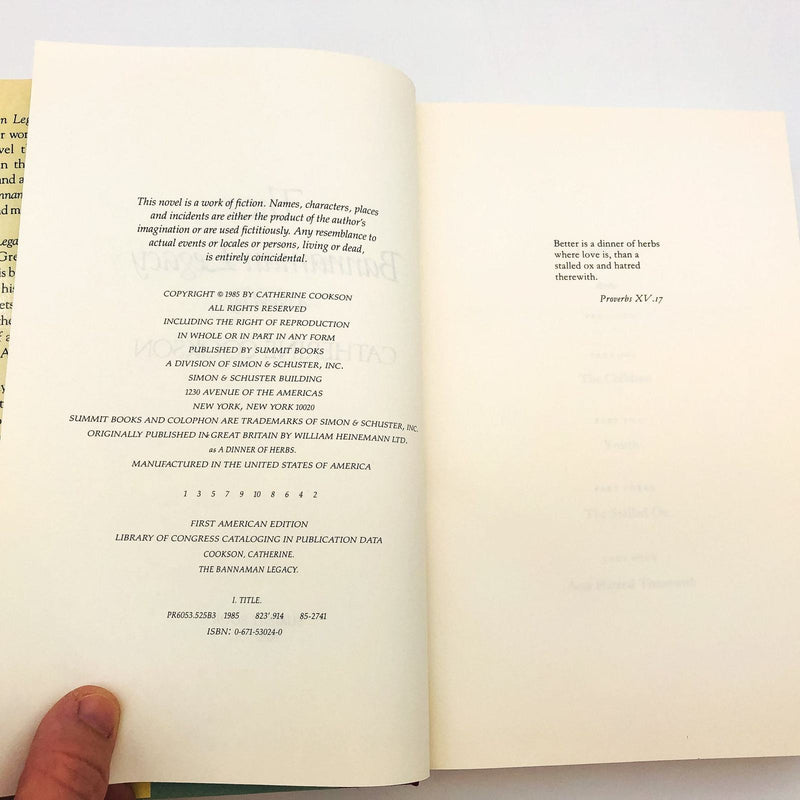 This novel is a work of fiction. Names, characters, places
and incidents are either the product of the author's
imagination or are used fictitiously. Any resemblance to
actual events or locales or persons, living or dead,
is entirely coincidental.
COPYRIGHT © 1985 BY CATHERINE COOKSON
ALL RIGHTS RESERVED
INCLUDING THE RIGHT OF REPRODUCTION
IN WHOLE OR IN PART IN ANY FORM
PUBLISHED BY SUMMIT BOOKS
A DIVISION OF SIMON & SCHUSTER, INC.
SIMON & SCHUSTER BUILDING
1230 AVENUE OF THE AMERICAS
NEW YORK, NEW YORK 10020
SUMMIT BOOKS AND COLOPHON ARE TRADEMARKS OF SIMON & SCHUSTER, INC.
ORIGINALLY PUBLISHED IN GREAT BRITAIN BY WILLIAM HEINEMANN LTD.
as A DINNER OF HERBS.
MANUFACTURED IN THE UNITED STATES OF AMERICA
1 3 5 7 9 10 8 6 4 2
FIRST AMERICAN EDITION
LIBRARY OF CONGRESS CATALOGING IN PUBLICATION DATA
COOKSON, CATHERINE.
THE BANNAMAN LEGACY.
I. TITLE.
PR6053.525B3 1985 823'.914 85-2741
ISBN: 0-671-53024-0
Better is a dinner of herbs
where love is, than a
stalled ox and hatred
therewith.
Proverbs XV.17
The Children
Youth
The Stalled Ox